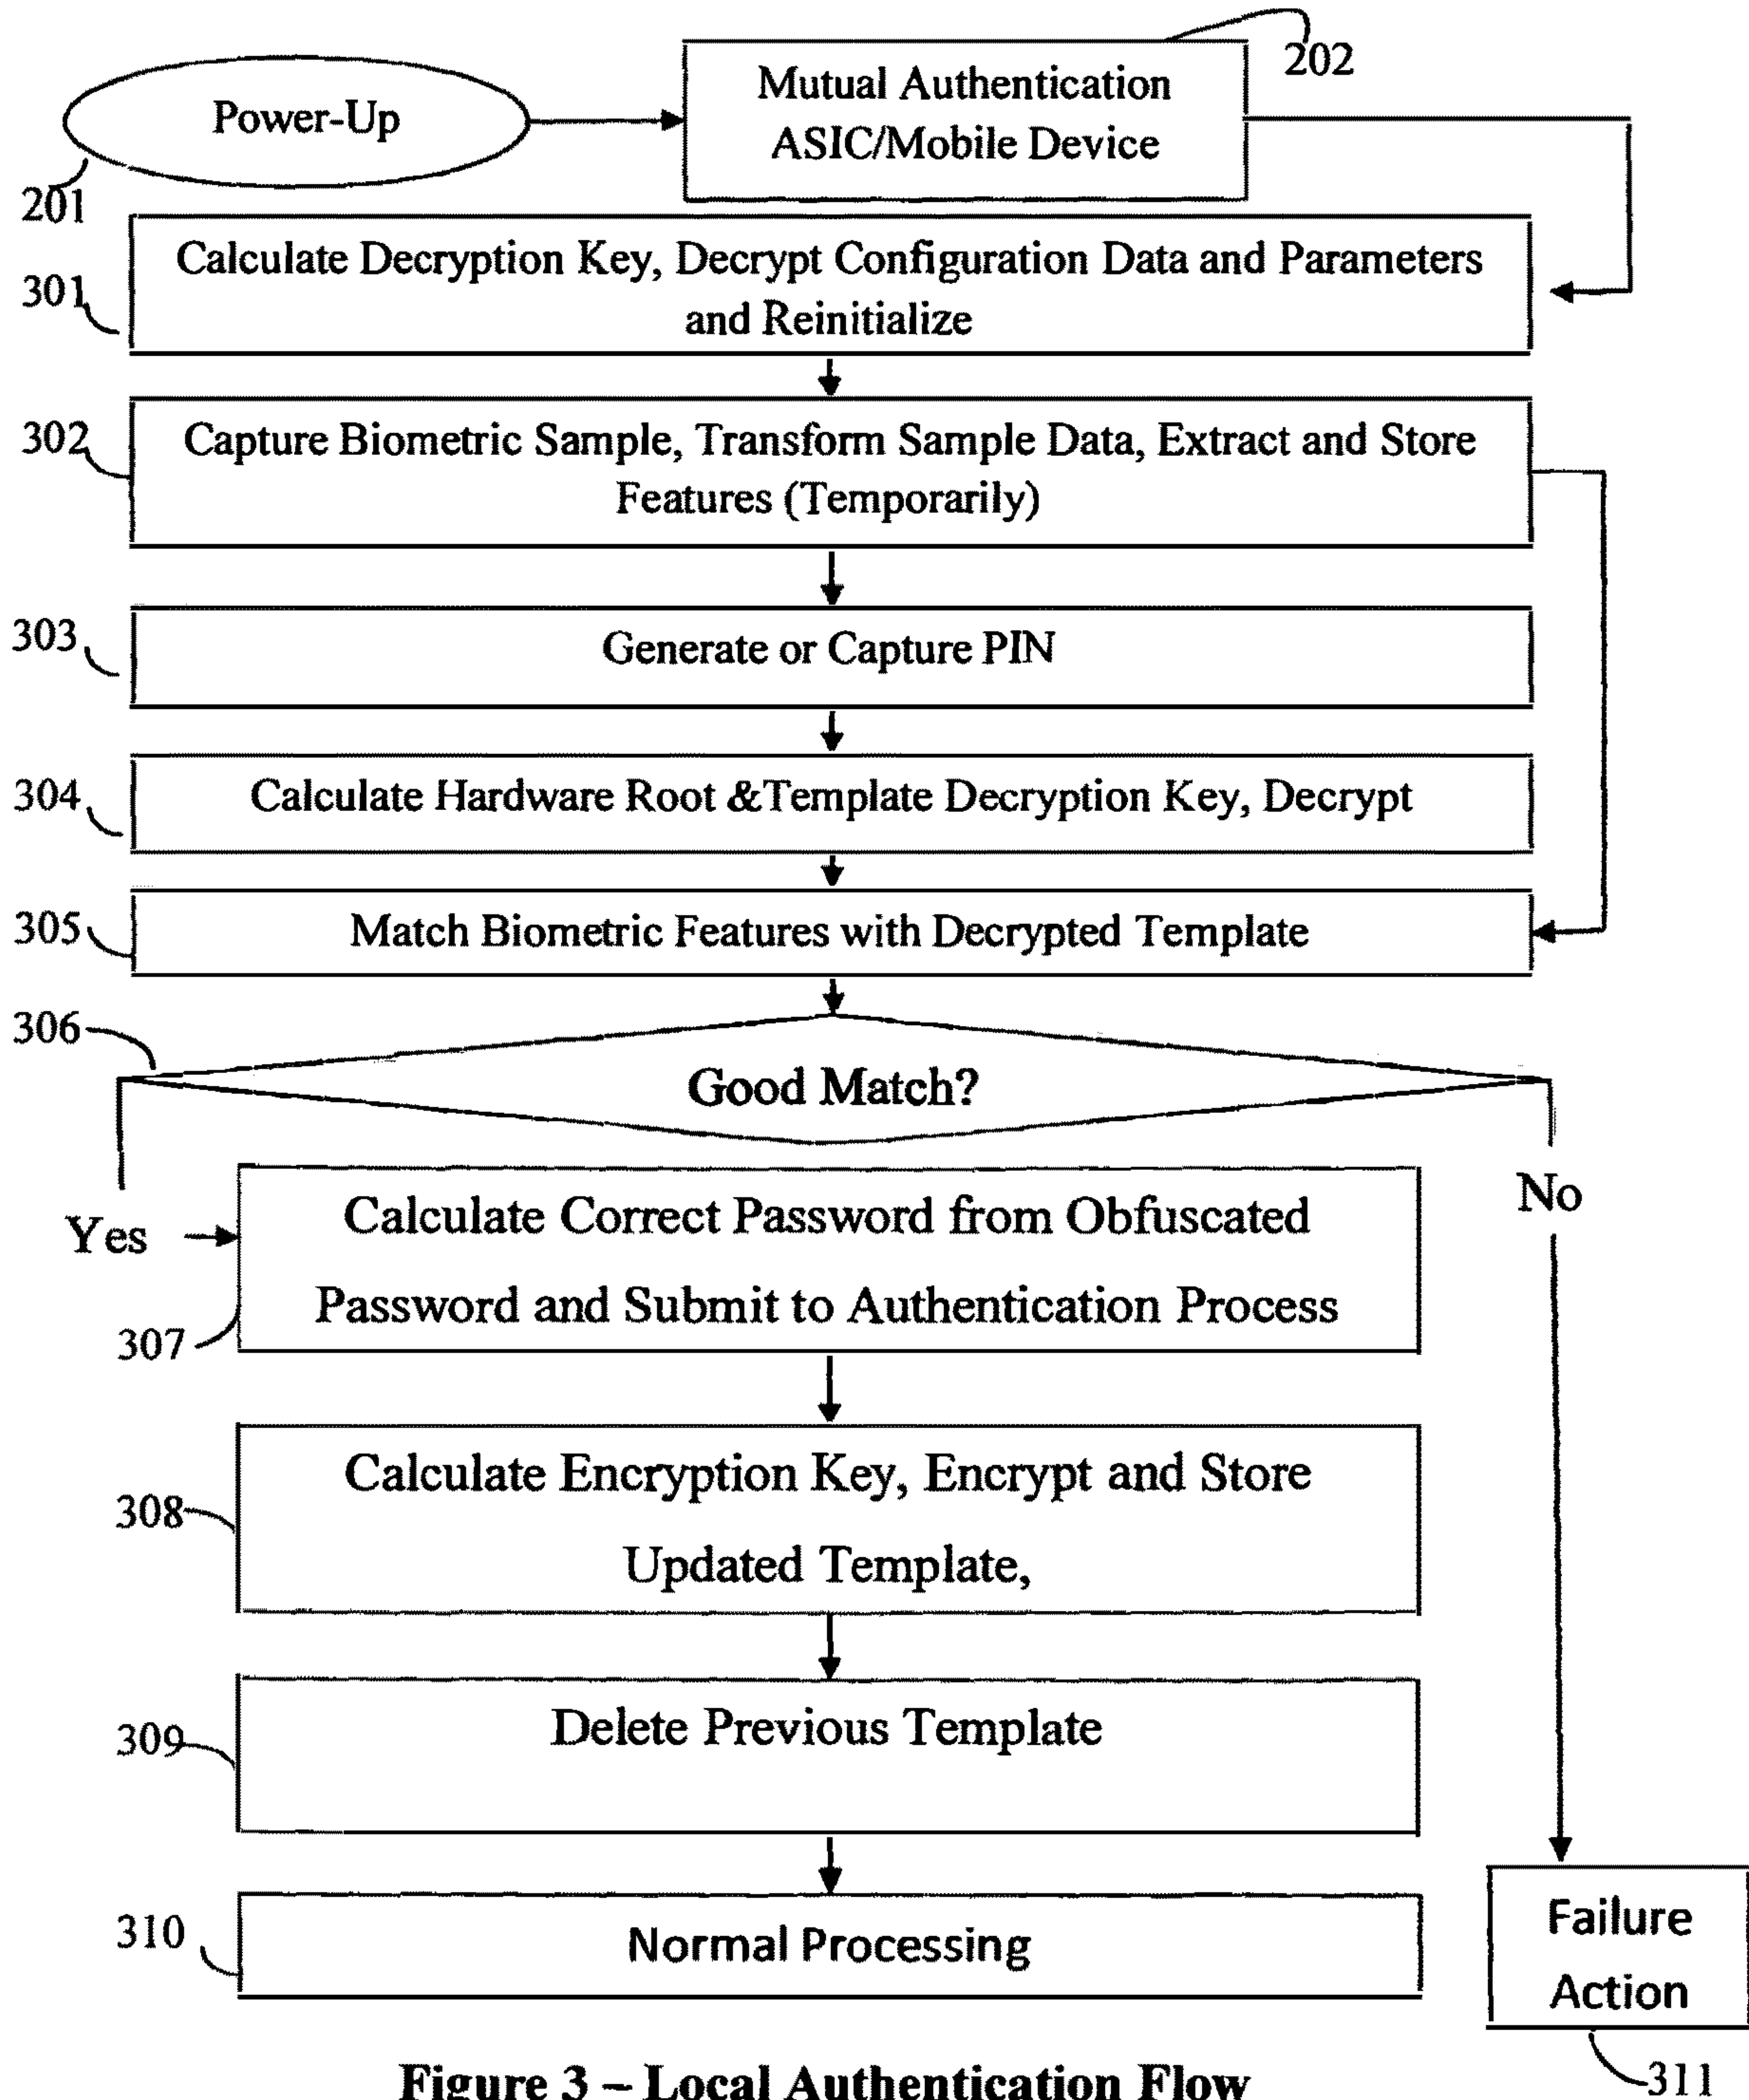 202
Power-Up
Mutual Authentication
ASIC/Mobile Device
201
301
Calculate Decryption Key, Decrypt Configuration Data and Parameters
and Reinitialize
302
Capture Biometric Sample, Transform Sample Data, Extract and Store
Features (Temporarily)
303
Generate or Capture PIN
304
Calculate Hardware Root &Template Decryption Key, Decrypt
305
Match Biometric Features with Decrypted Template
306
Good Match?
Yes
No
Calculate Correct Password from Obfuscated
Password and Submit to Authentication Process
307
308
Calculate Encryption Key, Encrypt and Store
Updated Template,
309
Delete Previous Template
310
Normal Processing
Failure
Action
311
Figure 3 – Local Authentication Flow